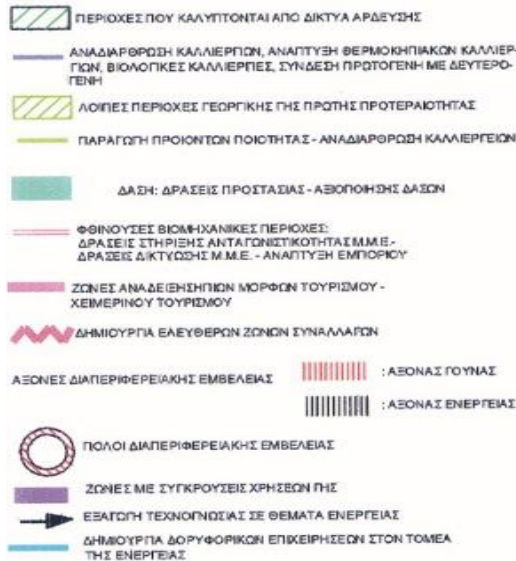 ΠΕΡΙΟΧΕΣ ΠΟΥ ΚΑΛΥΠΤΟΝΤΑΙ ΑΠΟ ΔΙΚΤΥΑ ΑΡΔΕΥΣΗΣ
ΑΝΑΔΙΑΡΘΡΩΣΗ ΚΑΛΛΙΕΡΓΙΩΝ, ΑΝΑΠΤΥΞΗ ΘΕΡΜΟΚΗΠΙΑΚΩΝ ΚΑΛΛΙΕΡ-
ΓΙΩΝ, ΒΙΟΛΟΓΙΚΕΣ ΚΑΛΛΙΕΡΓΙΕΣ, ΣΥΝΔΕΣΗ ΠΡΩΤΟΓΕΝΗ ΜΕ ΔΕΥΤΕΡΟ-
ΓΕΝΗ
ΛΟΙΠΕΣ ΠΕΡΙΟΧΕΣ ΓΕΩΡΓΙΚΗΣ ΓΗΣ ΠΡΩΤΗΣ ΠΡΟΤΕΡΑΙΟΤΗΤΑΣ
ΠΑΡΑΓΩΓΗ ΠΡΟΙΟΝΤΩΝ ΠΟΙΟΤΗΤΑΣ - ΑΝΑΔΙΑΡΘΡΩΣΗ ΚΑΛΛΙΕΡΓΕΙΩΝ
ΔΑΣΗ: ΔΡΑΣΕΙΣ ΠΡΟΣΤΑΣΙΑΣ - ΑΞΙΟΠΟΙΗΣΗΣ ΔΑΣΩΝ
ΦΘΙΝΟΥΣΕΣ ΒΙΟΜΗΧΑΝΙΚΕΣ ΠΕΡΙΟΧΕΣ:
ΔΡΑΣΕΙΣ ΣΤΗΡΙΞΗΣ ΑΝΤΑΓΩΝΙΣΤΙΚΟΤΗΤΑΣ Μ.Μ.Ε.-
ΔΡΑΣΕΙΣ ΔΙΚΤΥΩΣΗΣ Μ.Μ.Ε. - ΑΝΑΠΤΥΞΗ ΕΜΠΟΡΙΟΥ
ΖΩΝΕΣ ΑΝΑΔΕΙΞΗΣΗΠΙΩΝ ΜΟΡΦΩΝ ΤΟΥΡΙΣΜΟΥ -
ΧΕΙΜΕΡΙΝΟΥ ΤΟΥΡΙΣΜΟΥ
ΔΗΜΙΟΥΡΓΙΑ ΕΛΕΥΘΕΡΩΝ ΖΩΝΩΝ ΣΥΝΑΛΛΑΓΩΝ
ΑΞΟΝΕΣ ΔΙΑΠΕΡΙΦΕΡΕΙΑΚΗΣ ΕΜΒΕΛΕΙΑΣ : ΑΞΟΝΑΣ ΓΟΥΝΑΣ
: ΑΞΟΝΑΣ ΕΝΕΡΓΕΙΑΣ
ΠΟΛΟΙ ΔΙΑΠΕΡΙΦΕΡΕΙΑΚΗΣ ΕΜΒΕΛΕΙΑΣ
ΖΩΝΕΣ ΜΕ ΣΥΓΚΡΟΥΣΕΙΣ ΧΡΗΣΕΩΝ ΓΗΣ
ΕΞΑΓΩΓΗ ΤΕΧΝΟΓΝΩΣΙΑΣ ΣΕ ΘΕΜΑΤΑ ΕΝΕΡΓΕΙΑΣ
ΔΗΜΙΟΥΡΓΙΑ ΔΟΡΥΦΟΡΙΚΩΝ ΕΠΙΧΕΙΡΗΣΕΩΝ ΣΤΟΝ ΤΟΜΕΑ
ΤΗΣ ΕΝΕΡΓΕΙΑΣ